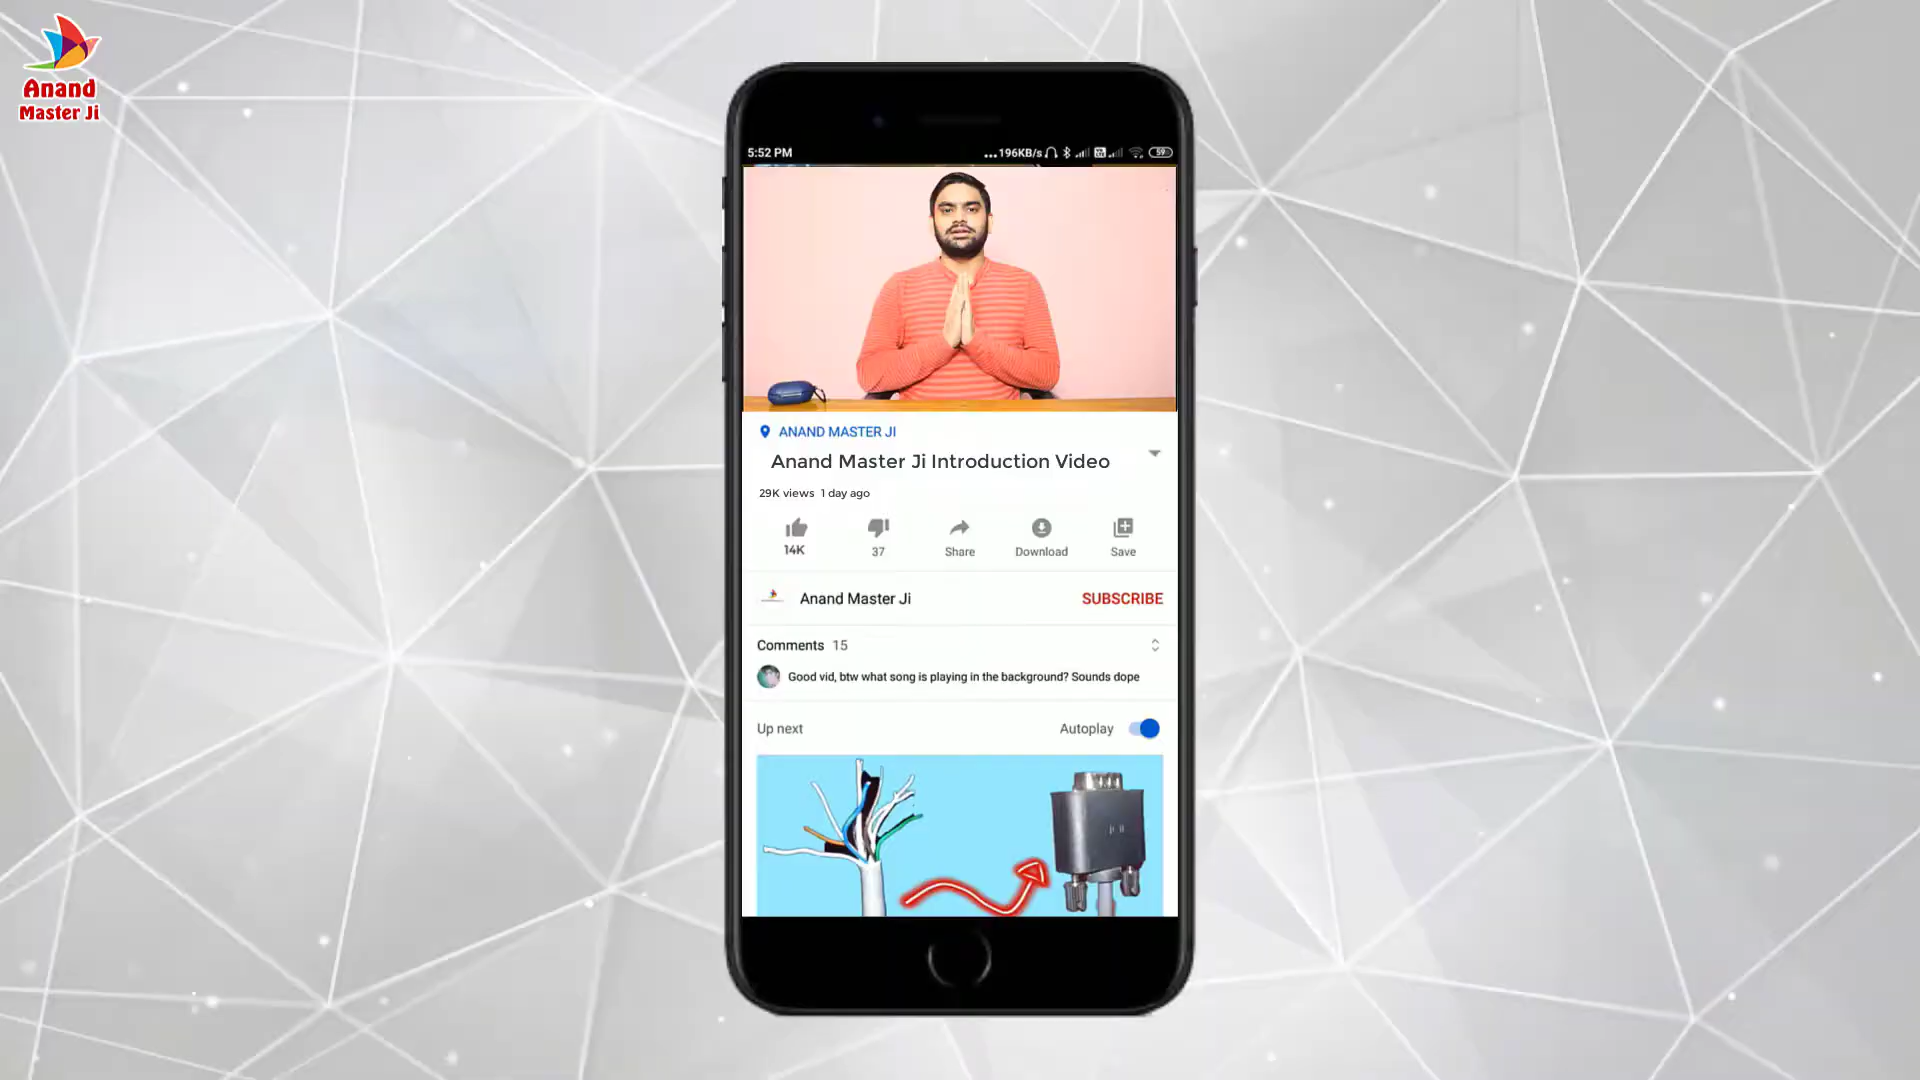 Anand
Master Ji
5:52 PM
...196KB/s
59
ANAND MASTER JI
Anand Master Ji Introduction Video
29K views 1 day ago
14K
37
Share
Download
Save
Anand Master Ji
SUBSCRIBE
Comments 15
Good vid, btw what song is playing in the background? Sounds dope
Up next
Autoplay